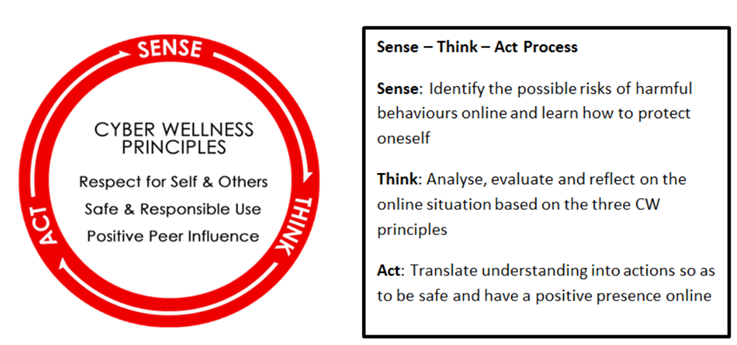 SENSE
CYBER WELLNESS
PRINCIPLES
Respect for Self & Others
Safe & Responsible Use
Positive Peer Influence
THINK
ACT
Sense – Think – Act Process
Sense: Identify the possible risks of harmful
behaviours online and learn how to protect
oneself
Think: Analyse, evaluate and reflect on the
online situation based on the three CW
principles
Act: Translate understanding into actions so as
to be safe and have a positive presence online